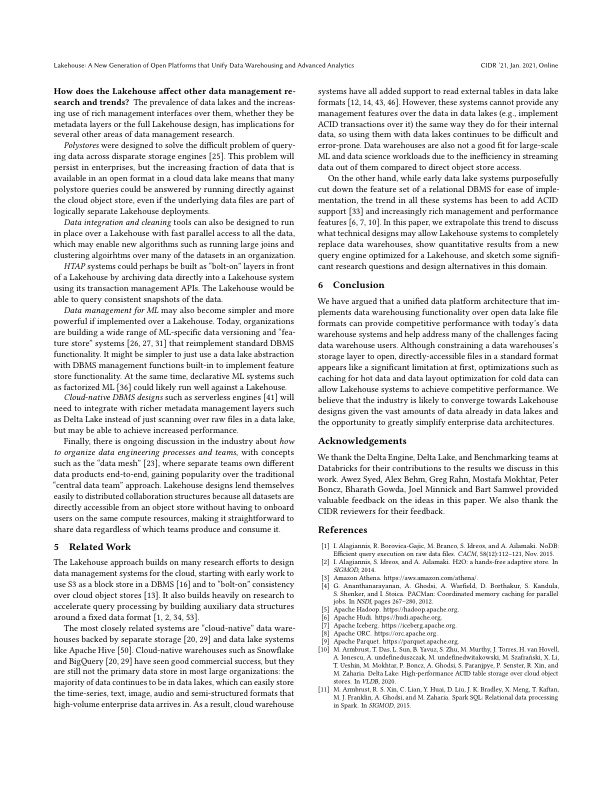 Lakehouse: A New Generation of Open Platforms that Unify Data Warehousing and Advanced Analytics
CIDR '21, Jan. 2021, Online
How does the Lakehouse affect other data management re-
search and trends? The prevalence of data lakes and the increas-
ing use of rich management interfaces over them, whether they be
metadata layers or the full Lakehouse design, has implications for
several other areas of data management research.
Polystores were designed to solve the difficult problem of query-
ing data across disparate storage engines [25]. This problem will
persist in enterprises, but the increasing fraction of data that is
available in an open format in a cloud data lake means that many
polystore queries could be answered by running directly against
the cloud object store, even if the underlying data files are part of
logically separate Lakehouse deployments.
Data integration and cleaning tools can also be designed to run
in place over a Lakehouse with fast parallel access to all the data,
which may enable new algorithms such as running large joins and
clustering algoirhtms over many of the datasets in an organization.
HTAP systems could perhaps be built as "bolt-on" layers in front
of a Lakehouse by archiving data directly into a Lakehouse system
using its transaction management APIs. The Lakehouse would be
able to query consistent snapshots of the data.
Data management for ML may also become simpler and more
powerful if implemented over a Lakehouse. Today, organizations
are building a wide range of ML-specific data versioning and "fea-
ture store" systems [26, 27, 31] that reimplement standard DBMS
functionality. It might be simpler to just use a data lake abstraction
with DBMS management functions built-in to implement feature
store functionality. At the same time, declarative ML systems such
as factorized ML [36] could likely run well against a Lakehouse.
Cloud-native DBMS designs such as serverless engines [41] will
need to integrate with richer metadata management layers such
as Delta Lake instead of just scanning over raw files in a data lake,
but may be able to achieve increased performance.
Finally, there is ongoing discussion in the industry about how
to organize data engineering processes and teams, with concepts
such as the "data mesh" [23], where separate teams own different
data products end-to-end, gaining popularity over the traditional
"central data team" approach. Lakehouse designs lend themselves
easily to distributed collaboration structures because all datasets are
directly accessible from an object store without having to onboard
users on the same compute resources, making it straightforward to
share data regardless of which teams produce and consume it.
5 Related Work
The Lakehouse approach builds on many research efforts to design
data management systems for the cloud, starting with early work to
use S3 as a block store in a DBMS [16] and to "bolt-on" consistency
over cloud object stores [13]. It also builds heavily on research to
accelerate query processing by building auxiliary data structures
around a fixed data format [1, 2, 34, 53].
The most closely related systems are "cloud-native" data ware-
houses backed by separate storage [20, 29] and data lake systems
like Apache Hive [50]. Cloud-native warehouses such as Snowflake
and BigQuery [20, 29] have seen good commercial success, but they
are still not the primary data store in most large organizations: the
majority of data continues to be in data lakes, which can easily store
the time-series, text, image, audio and semi-structured formats that
high-volume enterprise data arrives in. As a result, cloud warehouse
systems have all added support to read external tables in data lake
formats [12, 14, 43, 46]. However, these systems cannot provide any
management features over the data in data lakes (e.g., implement
ACID transactions over it) the same way they do for their internal
data, so using them with data lakes continues to be difficult and
error-prone. Data warehouses are also not a good fit for large-scale
ML and data science workloads due to the inefficiency in streaming
data out of them compared to direct object store access.
On the other hand, while early data lake systems purposefully
cut down the feature set of a relational DBMS for ease of imple-
mentation, the trend in all these systems has been to add ACID
support [33] and increasingly rich management and performance
features [6, 7, 10]. In this paper, we extrapolate this trend to discuss
what technical designs may allow Lakehouse systems to completely
replace data warehouses, show quantitative results from a new
query engine optimized for a Lakehouse, and sketch some signifi-
cant research questions and design alternatives in this domain.
6 Conclusion
We have argued that a unified data platform architecture that im-
plements data warehousing functionality over open data lake file
formats can provide competitive performance with today's data
warehouse systems and help address many of the challenges facing
data warehouse users. Although constraining a data warehouses's
storage layer to open, directly-accessible files in a standard format
appears like a significant limitation at first, optimizations such as
caching for hot data and data layout optimization for cold data can
allow Lakehouse systems to achieve competitive performance. We
believe that the industry is likely to converge towards Lakehouse
designs given the vast amounts of data already in data lakes and
the opportunity to greatly simplify enterprise data architectures.
Acknowledgements
We thank the Delta Engine, Delta Lake, and Benchmarking teams at
Databricks for their contributions to the results we discuss in this
work. Awez Syed, Alex Behm, Greg Rahn, Mostafa Mokhtar, Peter
Boncz, Bharath Gowda, Joel Minnick and Bart Samwel provided
valuable feedback on the ideas in this paper. We also thank the
CIDR reviewers for their feedback.
References
[1] I. Alagiannis, R. Borovica-Gajic, M. Branco, S. Idreos, and A. Ailamaki. NoDB:
Efficient query execution on raw data files. CACM, 58(12):112–121, Nov. 2015.
[2] I. Alagiannis, S. Idreos, and A. Ailamaki. H2O: a hands-free adaptive store. In
SIGMOD, 2014.
[3] Amazon Athena. https://aws.amazon.com/athena/.
[4] G. Ananthanarayanan, A. Ghodsi, A. Warfield, D. Borthakur, S. Kandula,
S. Shenker, and I. Stoica. PACMan: Coordinated memory caching for parallel
jobs. In NSDI, pages 267–280, 2012.
[5] Apache Hadoop. https://hadoop.apache.org.
[6] Apache Hudi. https://hudi.apache.org.
[7] Apache Iceberg. https://iceberg.apache.org.
[8] Apache ORC. https://orc.apache.org.
[9] Apache Parquet. https://parquet.apache.org.
[10] M. Armbrust, T. Das, L. Sun, B. Yavuz, S. Zhu, M. Murthy, J. Torres, H. van Hovell,
A. Ionescu, A. undefineduszczak, M. undefinedwitakowski, M. Szafrański, X. Li,
T. Ueshin, M. Mokhtar, P. Boncz, A. Ghodsi, S. Paranjpye, P. Senster, R. Xin, and
M. Zaharia. Delta Lake: High-performance ACID table storage over cloud object
stores. In VLDB, 2020.
[11] M. Armbrust, R. S. Xin, C. Lian, Y. Huai, D. Liu, J. K. Bradley, X. Meng, T. Kaftan,
M. J. Franklin, A. Ghodsi, and M. Zaharia. Spark SQL: Relational data processing
in Spark. In SIGMOD, 2015.